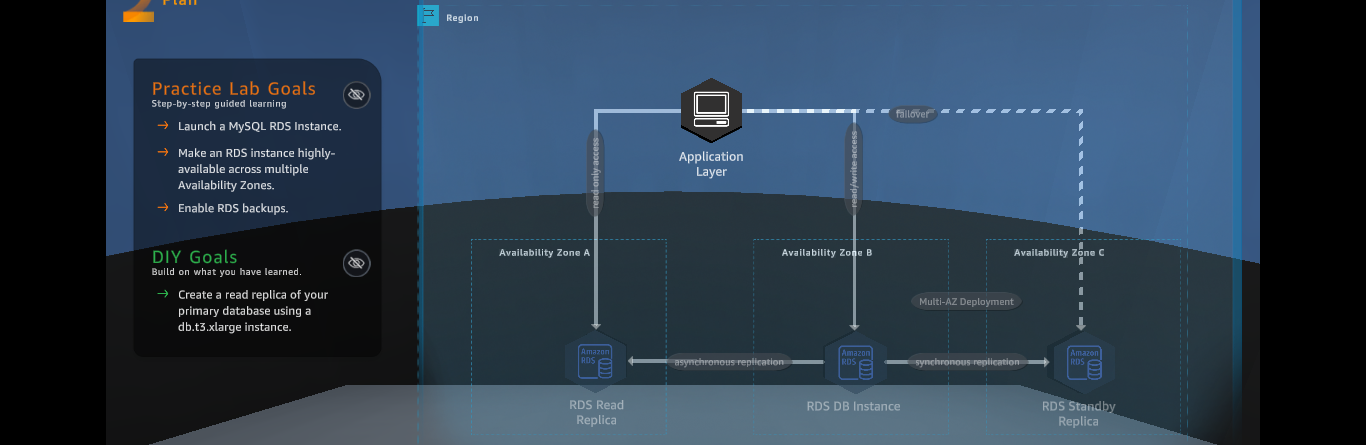 Plan
Region
Practice Lab Goals
Step-by-step guided learning
→ Launch a MySQL RDS Instance.
→ Make an RDS instance highly-
available across multiple
Availability Zones.
→ Enable RDS backups.
DIY Goals
Build on what you have learned.
→ Create a read replica of your
primary database using a
db.t3.xlarge instance.
Application
Layer
failover
read only access
read/write access
Availability Zone A
Availability Zone B
Availability Zone C
Multi-AZ Deployment
Amazon
RDS
asynchronous replication
Amazon
RDS
synchronous replication
Amazon
RDS
RDS Read
Replica
RDS DB Instance
RDS Standby
Replica